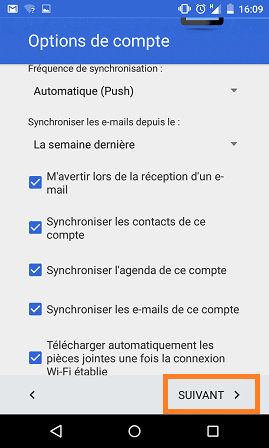 16:09
Options de compte
Fréquence de synchronisation :
Automatique (Push)
Synchroniser les e-mails depuis le :
La semaine dernière
M'avertir lors de la réception d'un e-
mail
Synchroniser les contacts de ce
compte
Synchroniser l'agenda de ce compte
Synchroniser les e-mails de ce compte
Télécharger automatiquement les
pièces jointes une fois la connexion
Wi-Fi établie
SUIVANT